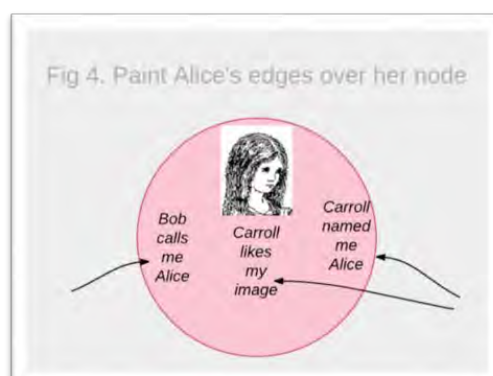 Fig 4. Paint Alice's edges over her node
Bob
calls
me
Alice
Carroll
likes
my
image
Carroll
named
me
Alice